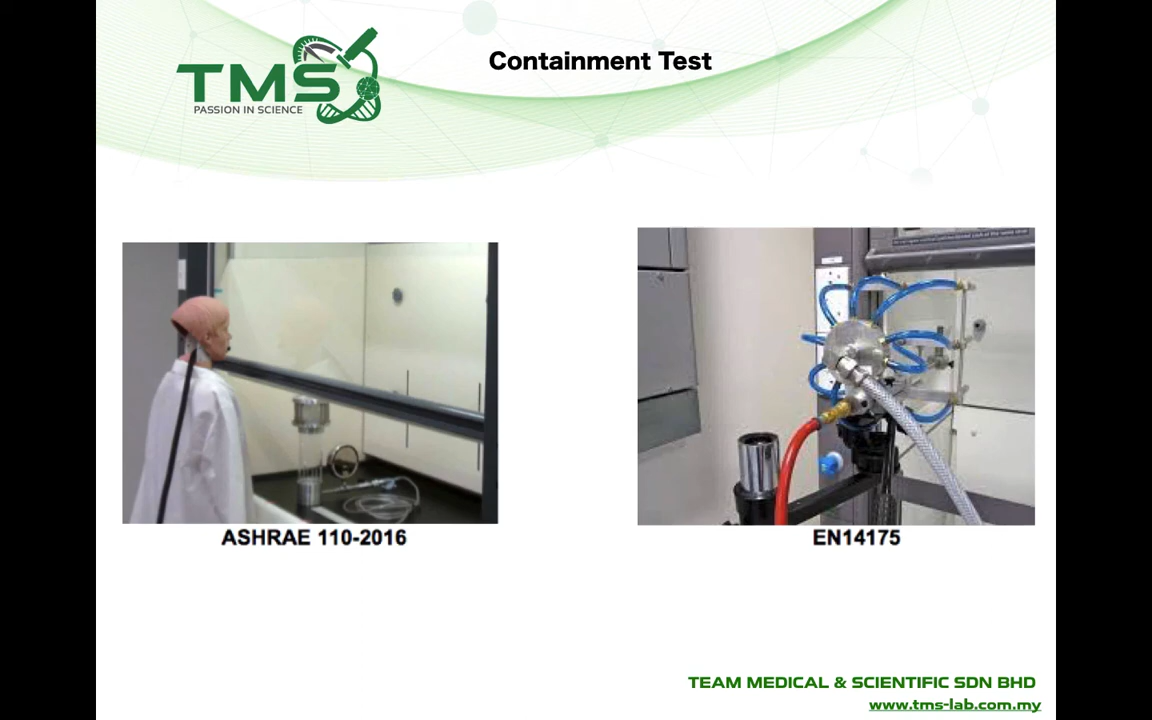 TMS
PASSION IN SCIENCE
Containment Test
ASHRAE 110-2016
EN14175
TEAM MEDICAL & SCIENTIFIC SDN BHD
www.tms-lab.com.my